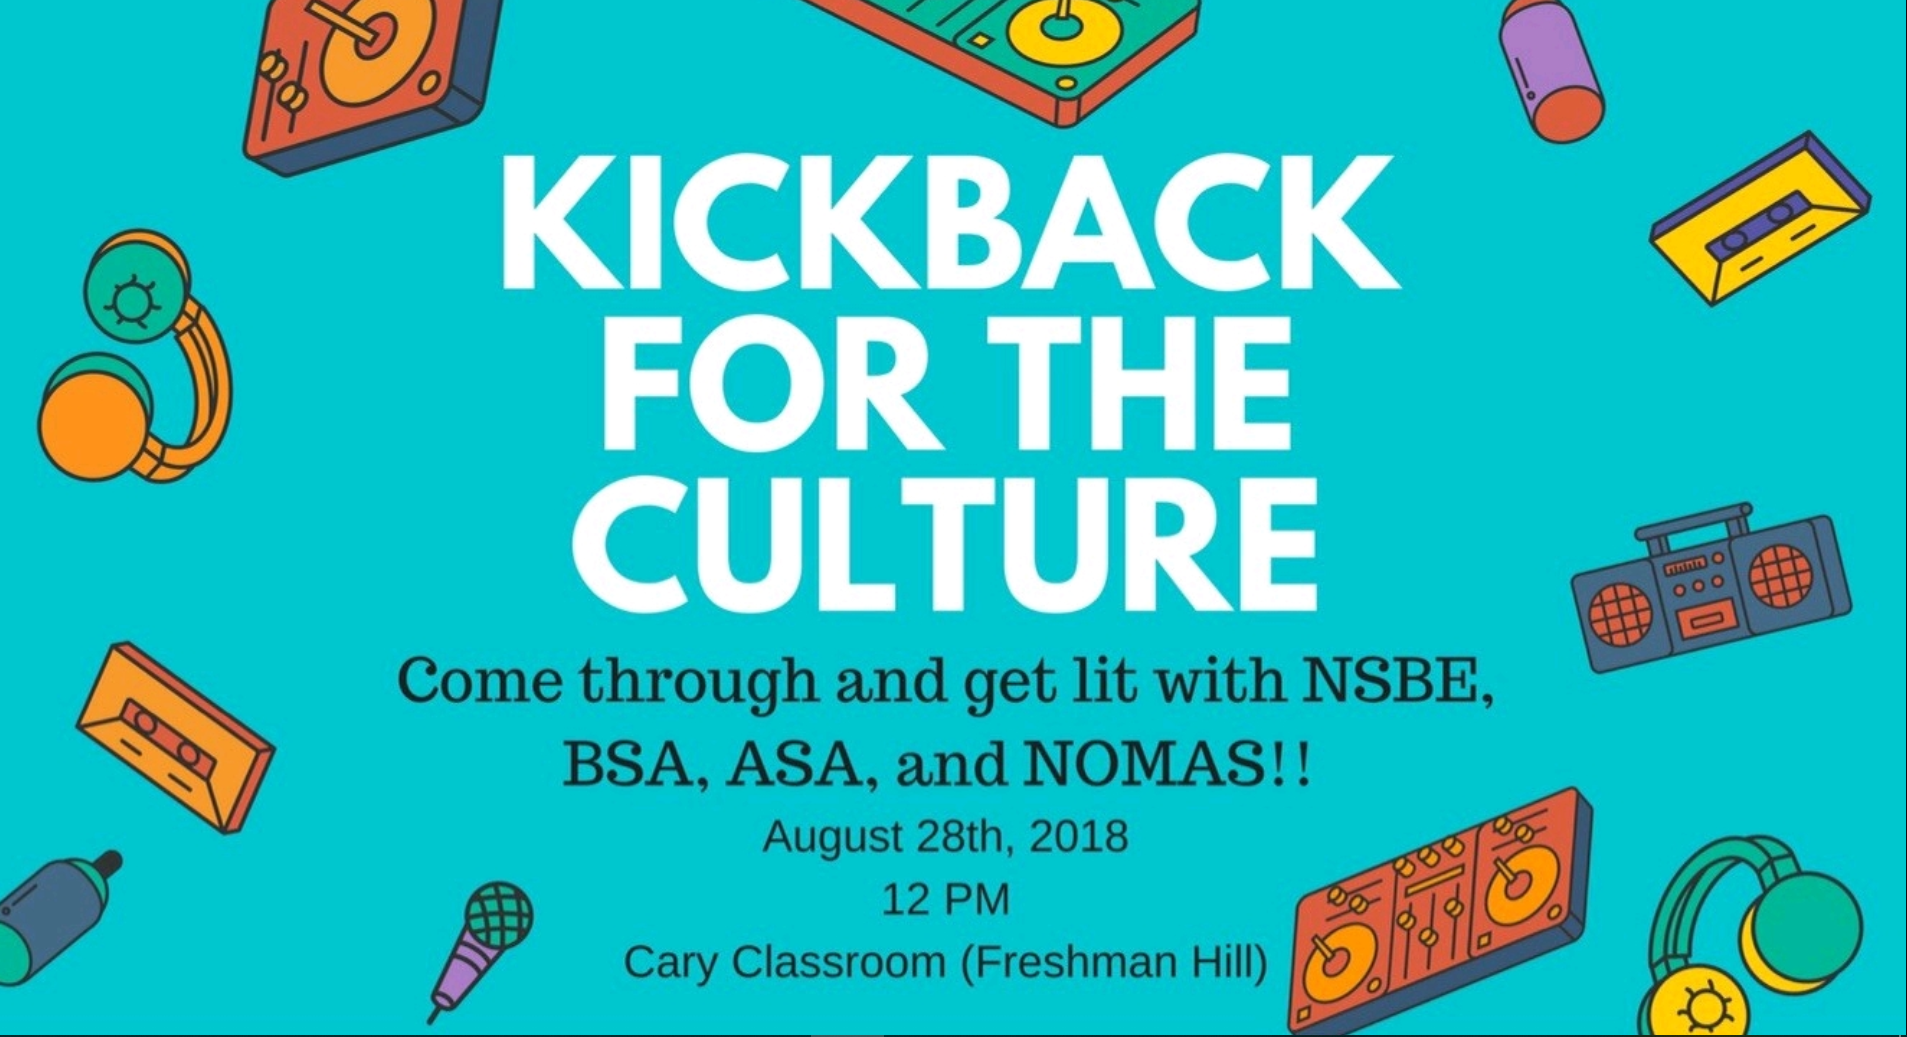 KICKBACK
FOR THE
CULTURE
Come through and get lit with NSBE,
BSA, ASA, and NOMAS!!
August 28th, 2018
12 PM
Cary Classroom (Freshman Hill)